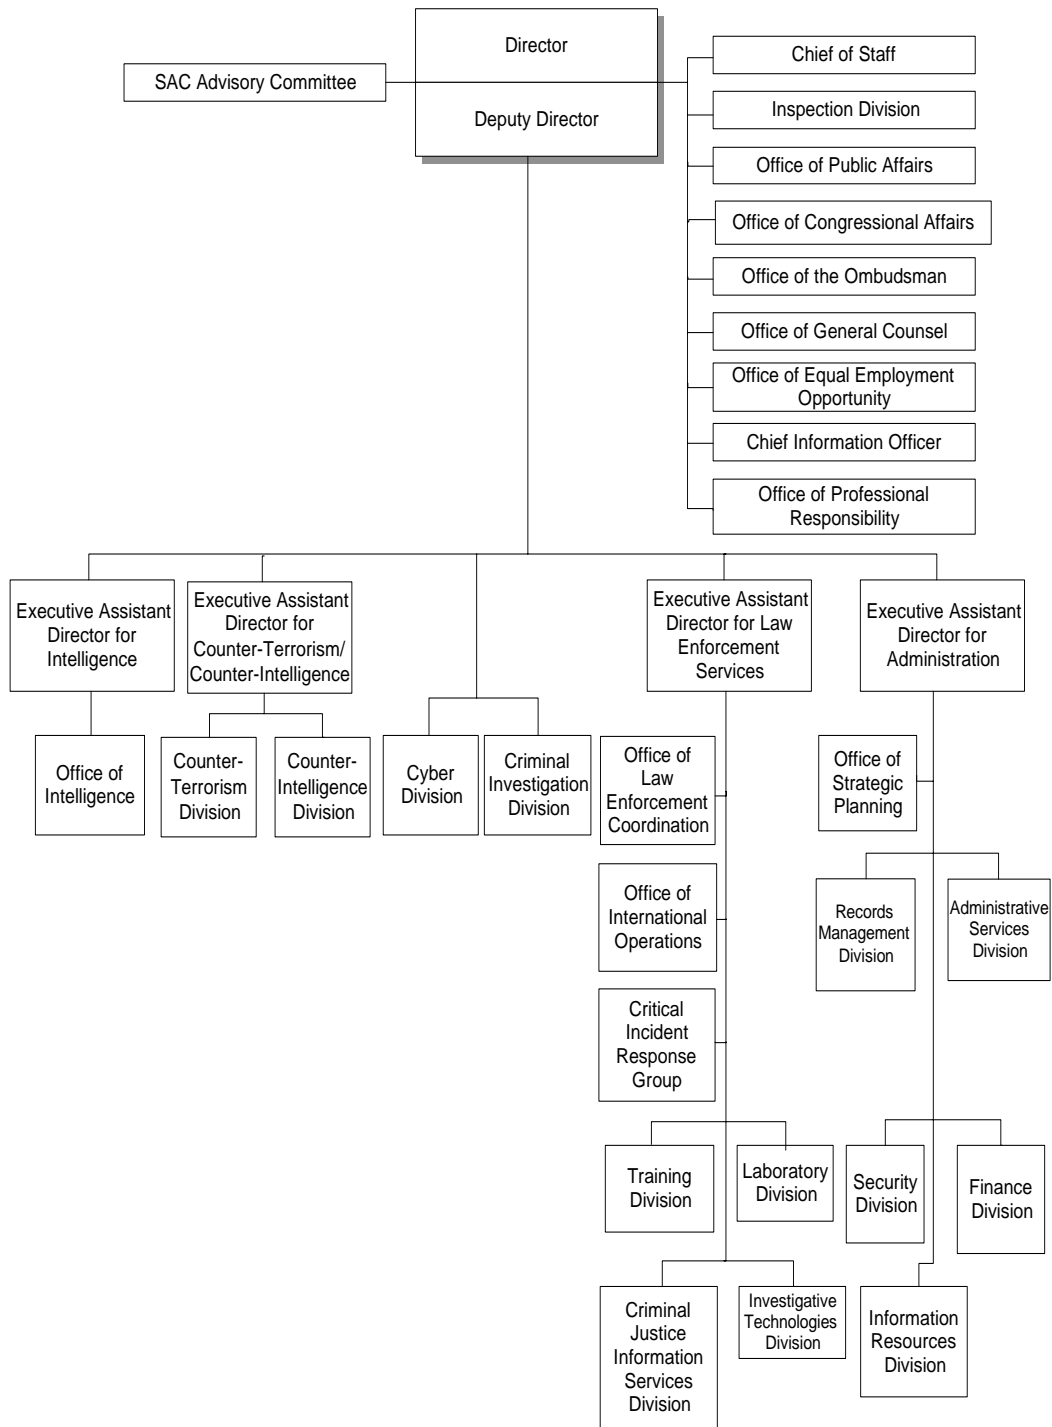 Director
SAC Advisory Committee
Deputy Director
Chief of Staff
Inspection Division
Office of Public Affairs
Office of Congressional Affairs
Office of the Ombudsman
Office of General Counsel
Office of Equal Employment
Opportunity
Chief Information Officer
Office of Professional
Responsibility
Executive Assistant
Director for
Intelligence
Executive Assistant
Director for
Counter-Terrorism/
Counter-Intelligence
Executive Assistant
Director for Law
Enforcement
Services
Executive Assistant
Director for
Administration
Office of
Intelligence
Counter-
Terrorism
Division
Counter-
Intelligence
Division
Cyber
Division
Criminal
Investigation
Division
Office of
Law
Enforcement
Coordination
Office of
Strategic
Planning
Office of
International
Operations
Records
Management
Division
Administrative
Services
Division
Critical
Incident
Response
Group
Training
Division
Laboratory
Division
Security
Division
Finance
Division
Criminal
Justice
Information
Services
Division
Investigative
Technologies
Division
Information
Resources
Division